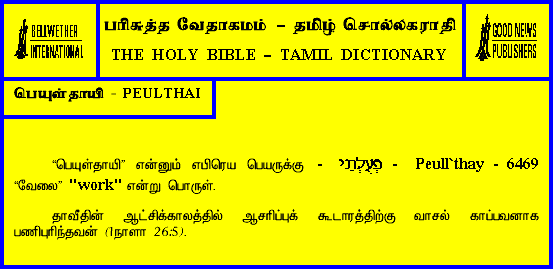 BELLWETHER
INTERNATIONAL
பரிசுத்த வேதாகமம் – தமிழ் சொல்லகராதி
THE HOLY BIBLE – TAMIL DICTIONARY
GOOD NEWS
PUBLISHERS
பெயுள்தாயி - PEULTHAI
“பெயுள்தாயி” என்னும் எபிரெய பெயருக்கு - פְּעֻלְּתַי - Peull`thay - 6469
“வேலை” "work" என்று பொருள்.
தாவீதின் ஆட்சிக்காலத்தில் ஆசரிப்புக் கூடாரத்திற்கு வாசல் காப்பவனாக
பணிபுரிந்தவன் (1நாளா 26:5).